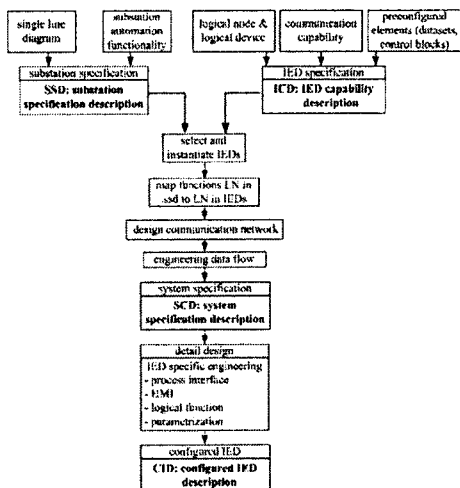 single line
diagram
substation
automation
functionality
logical node &
logical device
communication
capability
preconfigured
elements (datasets,
control blocks)
substation specification
SSD: substation
specification description
IED specification
ICD: IED capability
description
select and
instantiate IEDs
map functions LN in
ssd to LN in IEDs
design communication network
engineering data flow
system specification
SCD: system
specification description
detail design
IED specific engineering
- process interface
- HMI
- logical function
- parametrization
configured IED
CID: configured IED
description